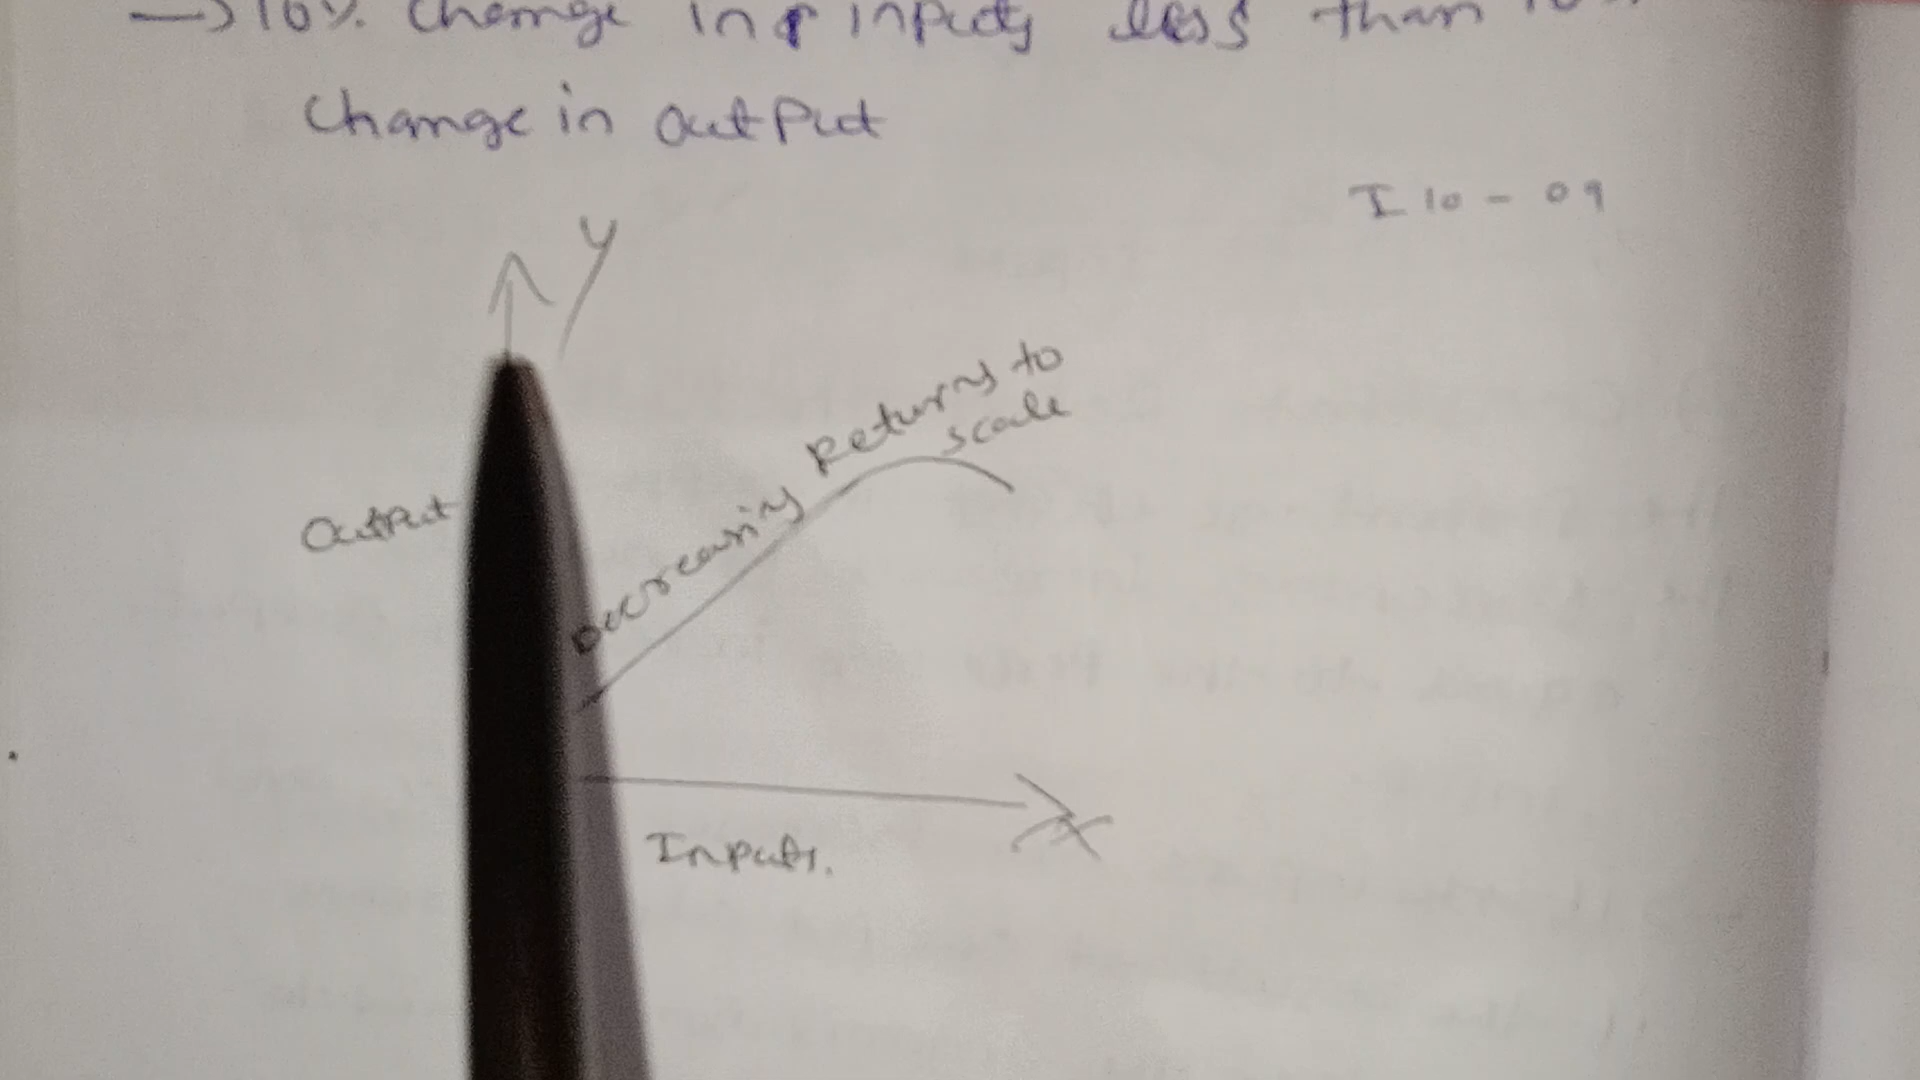 → 10% Change in inputs less than
Change in output
I 10 - 09
Y
Decreasing Returns to
scale
Output
X
Inputs.